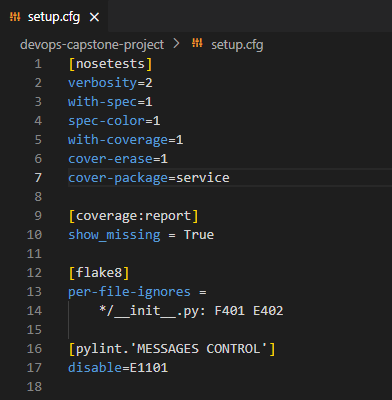 setup.cfg ×
devops-capstone-project > setup.cfg
1 [nosetests]
2 verbosity=2
3 with-spec=1
4 spec-color=1
5 with-coverage=1
6 cover-erase=1
7 cover-package=service
8
9 [coverage:report]
10 show_missing = True
11
12 [flake8]
13 per-file-ignores =
14 */__init__.py: F401 E402
15
16 [pylint.'MESSAGES CONTROL']
17 disable=E1101
18